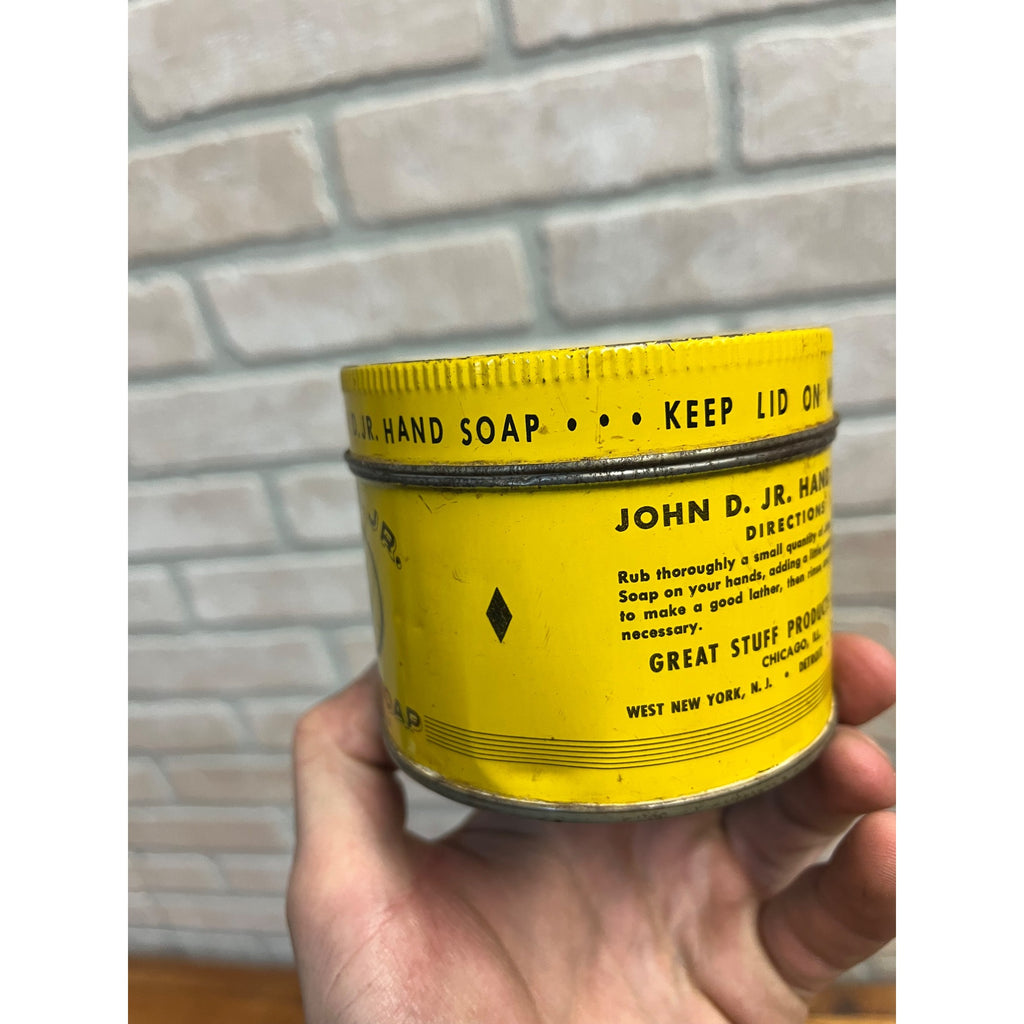 D. JR. HAND SOAP • • • KEEP LID ON
JR.
SOAP
JOHN D. JR. HAND
DIRECTIONS
Rub thoroughly a small quantity of
Soap on your hands, adding a little
to make a good lather, then rinse
necessary.
GREAT STUFF PRODUCTS
CHICAGO, ILL.
WEST NEW YORK, N. J. • DETROIT